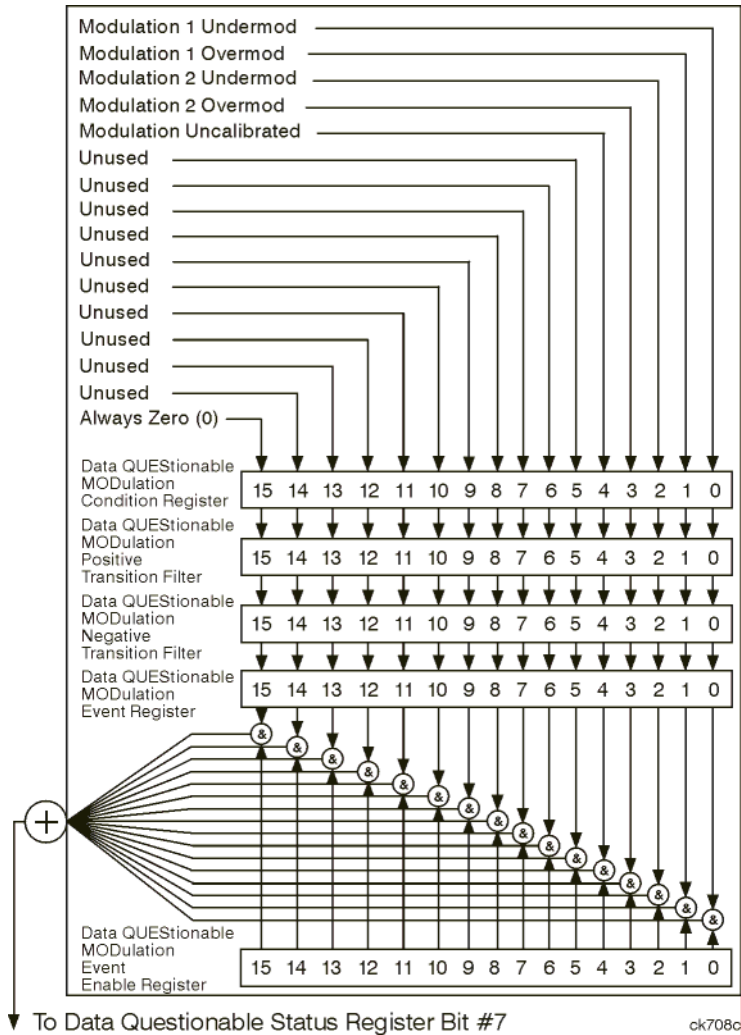 Modulation 1 Undermod
Modulation 1 Overmod
Modulation 2 Undermod
Modulation 2 Overmod
Modulation Uncalibrated
Unused
Unused
Unused
Unused
Unused
Unused
Unused
Unused
Unused
Unused
Always Zero (0)
Data QUEStionable
MODulation
Condition Register
15 14 13 12 11 10 9 8 7 6 5 4 3 2 1 0
Data QUEStionable
MODulation
Positive
Transition Filter
15 14 13 12 11 10 9 8 7 6 5 4 3 2 1 0
Data QUEStionable
MODulation
Negative
Transition Filter
15 14 13 12 11 10 9 8 7 6 5 4 3 2 1 0
Data QUEStionable
MODulation
Event Register
15 14 13 12 11 10 9 8 7 6 5 4 3 2 1 0
& & & & & & & & & & & & & & & &
+
Data QUEStionable
MODulation
Event
Enable Register
15 14 13 12 11 10 9 8 7 6 5 4 3 2 1 0
To Data Questionable Status Register Bit #7